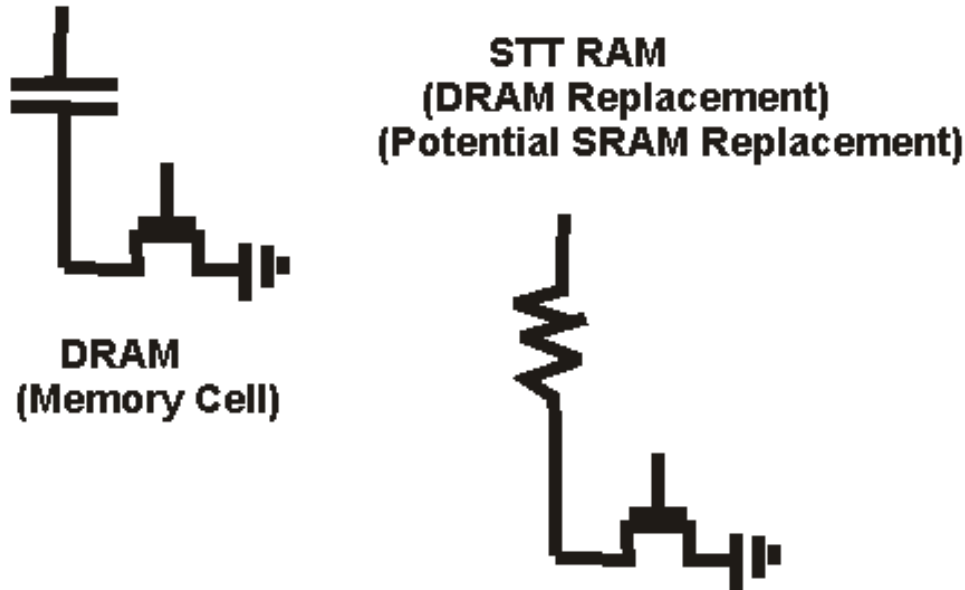 STT RAM
(DRAM Replacement)
(Potential SRAM Replacement)
DRAM
(Memory Cell)